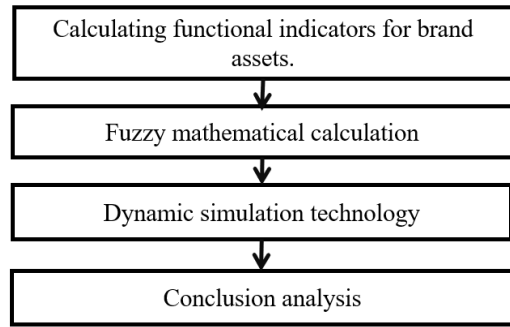 Calculating functional indicators for brand
assets.
Fuzzy mathematical calculation
Dynamic simulation technology
Conclusion analysis